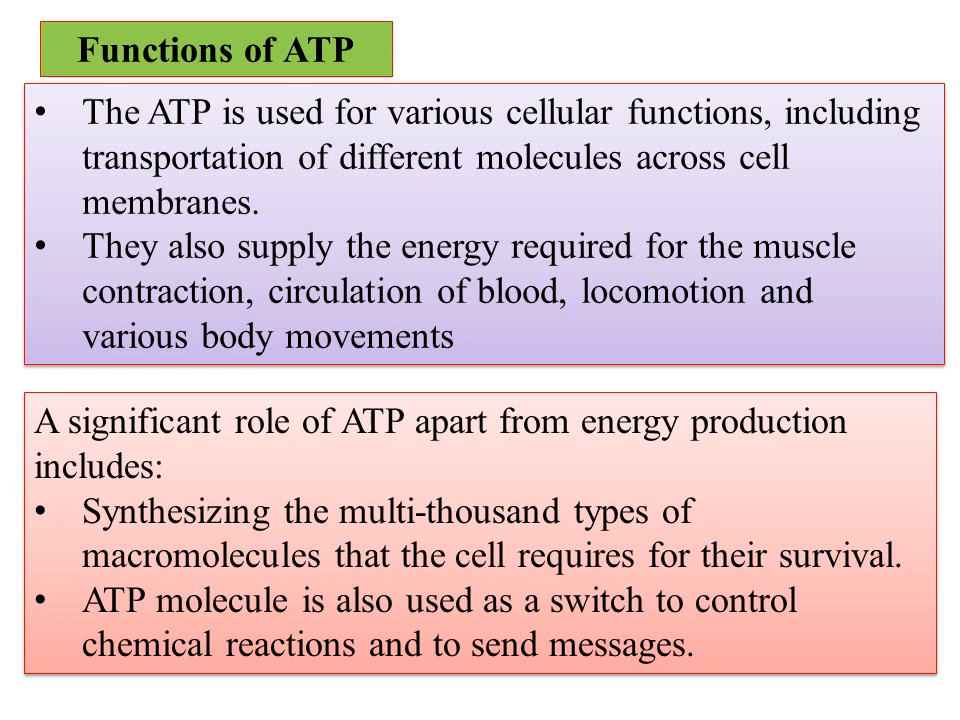 Functions of ATP
• The ATP is used for various cellular functions, including
transportation of different molecules across cell
membranes.
• They also supply the energy required for the muscle
contraction, circulation of blood, locomotion and
various body movements
A significant role of ATP apart from energy production
includes:
• Synthesizing the multi-thousand types of
macromolecules that the cell requires for their survival.
• ATP molecule is also used as a switch to control
chemical reactions and to send messages.